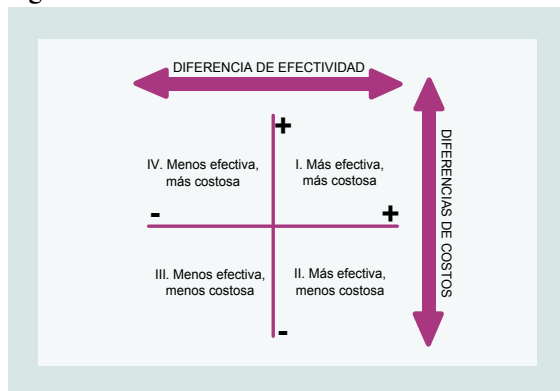 DIFERENCIA DE EFECTIVIDAD
+
IV. Menos efectiva,
más costosa
I. Más efectiva,
más costosa
-
+
III. Menos efectiva,
menos costosa
II. Más efectiva,
menos costosa
-
DIFERENCIAS DE COSTOS